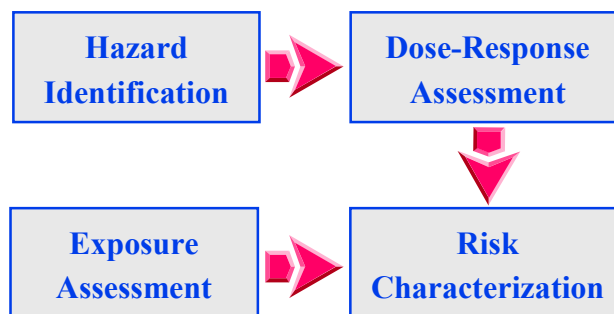 Hazard
Identification
Dose-Response
Assessment
Exposure
Assessment
Risk
Characterization